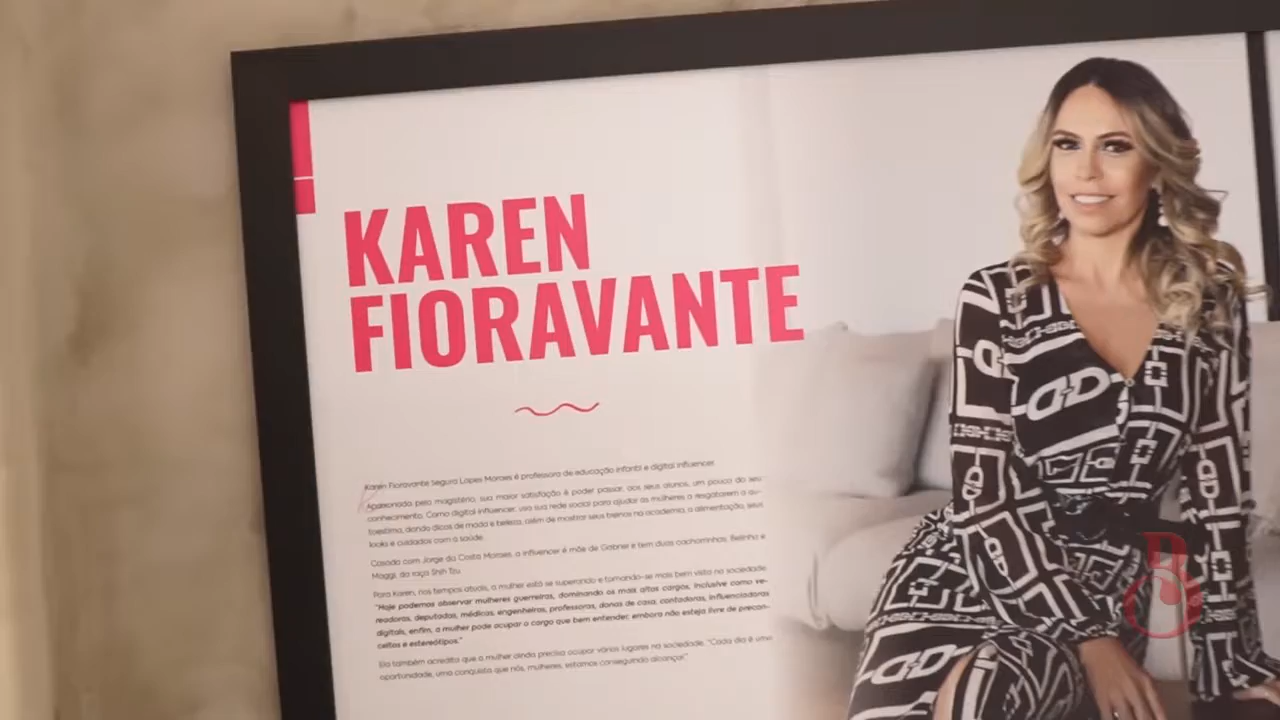 KAREN
FIORAVANTE
Karen Fioravante Segura Lopes Moraes é professora de educação infantil e digital influencer.
Apaixonada pelo magistério, sua maior satisfação é poder passar, aos seus alunos, um pouco do seu
conhecimento. Como digital influencer, usa sua rede social para ajudar as mulheres a resgatarem a au-
toestima, dando dicas de moda e beleza, além de mostrar seus treinos na academia, a alimentação, seus
looks e cuidados com a saúde.
Casada com Jorge da Costa Moraes, a influencer é mãe de Gabriel e tem duas cachorrinhas, Belinha e
Maggi, da raça Shih Tzu.
Para Karen, nos tempos atuais, a mulher está se superando e tornando-se mais bem vista na sociedade.
"Hoje podemos observar mulheres guerreiras, dominando os mais altos cargos, inclusive como ve-
readoras, deputadas, médicas, engenheiras, professoras, donas de casa, contadoras, influenciadoras
digitais, enfim, a mulher pode ocupar o cargo que bem entender, embora não esteja livre de precon-
ceitos e estereótipos."
Ela também acredita que a mulher ainda precisa ocupar vários lugares na sociedade. "Cada dia é uma
oportunidade, uma conquista que nós, mulheres, estamos conseguindo alcançar."